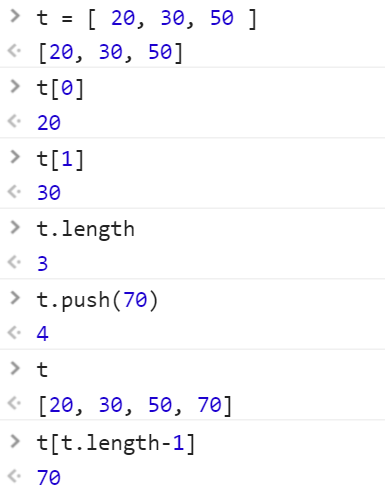 > t = [ 20, 30, 50 ]
< [20, 30, 50]
> t[0]
< 20
> t[1]
< 30
> t.length
< 3
> t.push(70)
< 4
> t
< [20, 30, 50, 70]
> t[t.length-1]
< 70